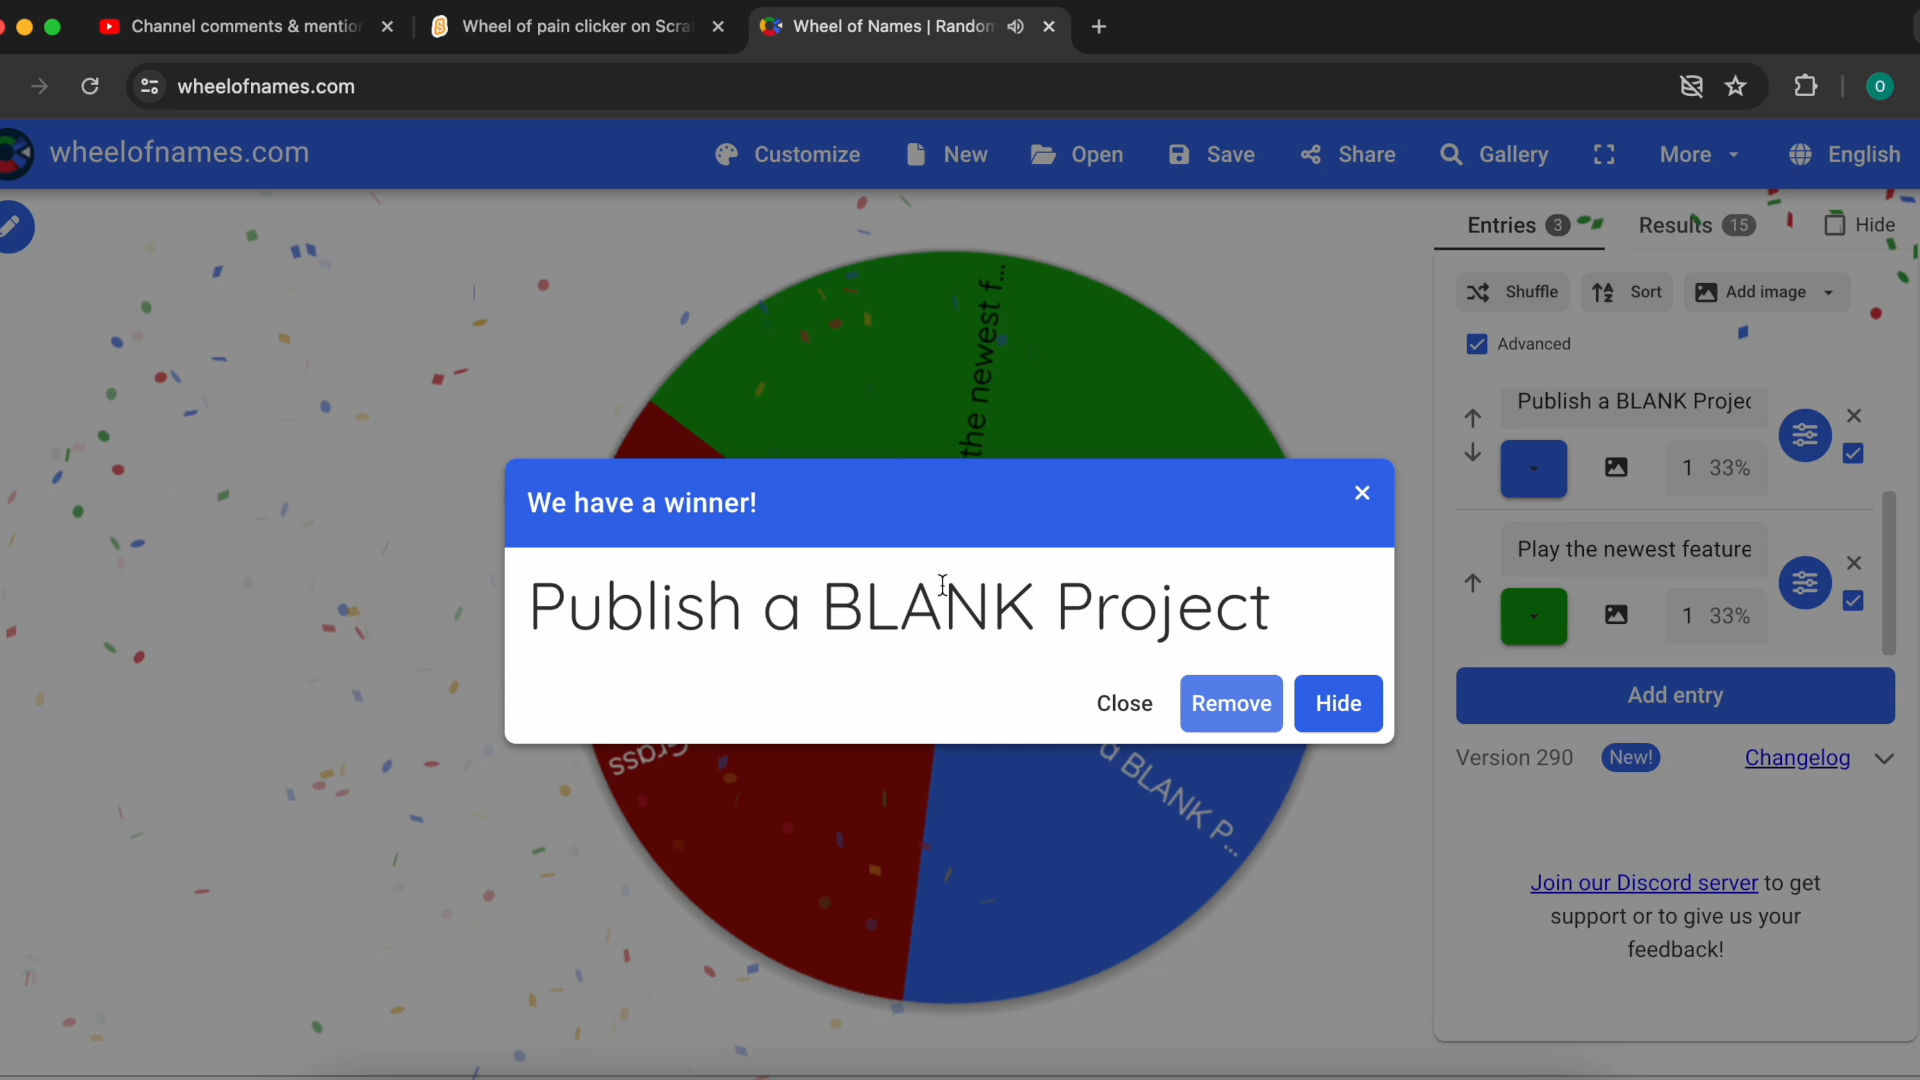 Channel comments & mention
Wheel of pain clicker on Scra
Wheel of Names | Random
wheelofnames.com
O
wheelofnames.com
Customize
New
Open
Save
Share
Gallery
More
English
Entries 3
Results 15
Hide
Shuffle
Sort
Add image
Advanced
Publish a BLANK Projec
1 33%
Play the newest feature
1 33%
Add entry
Version 290
New!
Changelog
Join our Discord server to get
support or to give us your
feedback!
the newest f...
We have a winner!
Publish a BLANK Project
Close
Remove
Hide
Grass
a BLANK P...